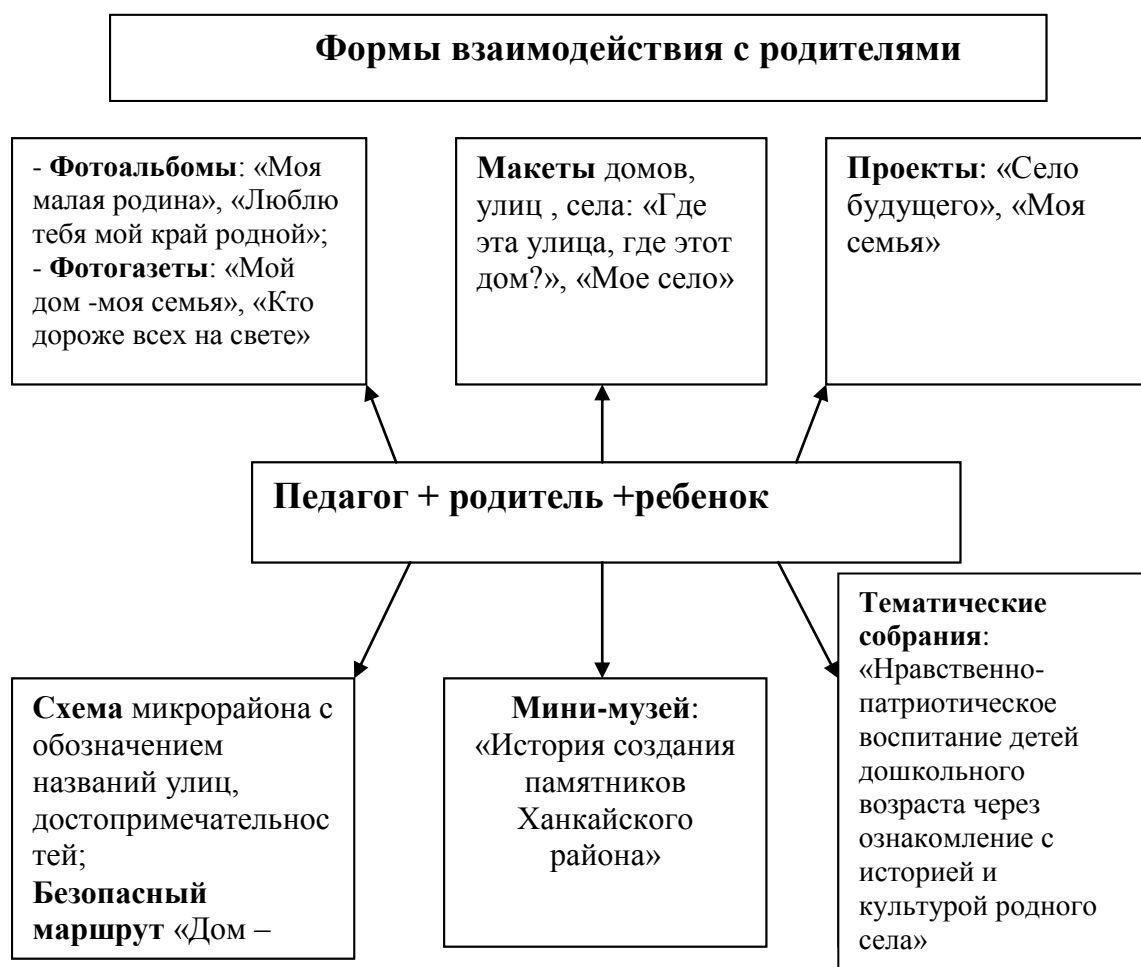 Формы взаимодействия с родителями
- Фотоальбомы: «Моя
малая родина», «Люблю
тебя мой край родной»;
- Фотогазеты: «Мой
дом -моя семья», «Кто
дороже всех на свете»
Макеты домов,
улиц , села: «Где
эта улица, где этот
дом?», «Мое село»
Проекты: «Село
будущего», «Моя
семья»
Педагог + родитель +ребенок
Схема микрорайона с
обозначением
названий улиц,
достопримечательнос
тей;
Безопасный
маршрут «Дом –
Мини-музей:
«История создания
памятников
Ханкайского
района»
Тематические
собрания:
«Нравственно-
патриотическое
воспитание детей
дошкольного
возраста через
ознакомление с
историей и
культурой родного
села»